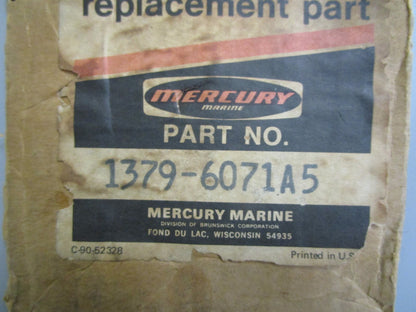 replacement part
MERCURY
MARINE
PART NO.
1379-6071A5
MERCURY MARINE
DIVISION OF BRUNSWICK CORPORATION
FOND DU LAC, WISCONSIN 54935
C-90-52328
Printed in U.S.